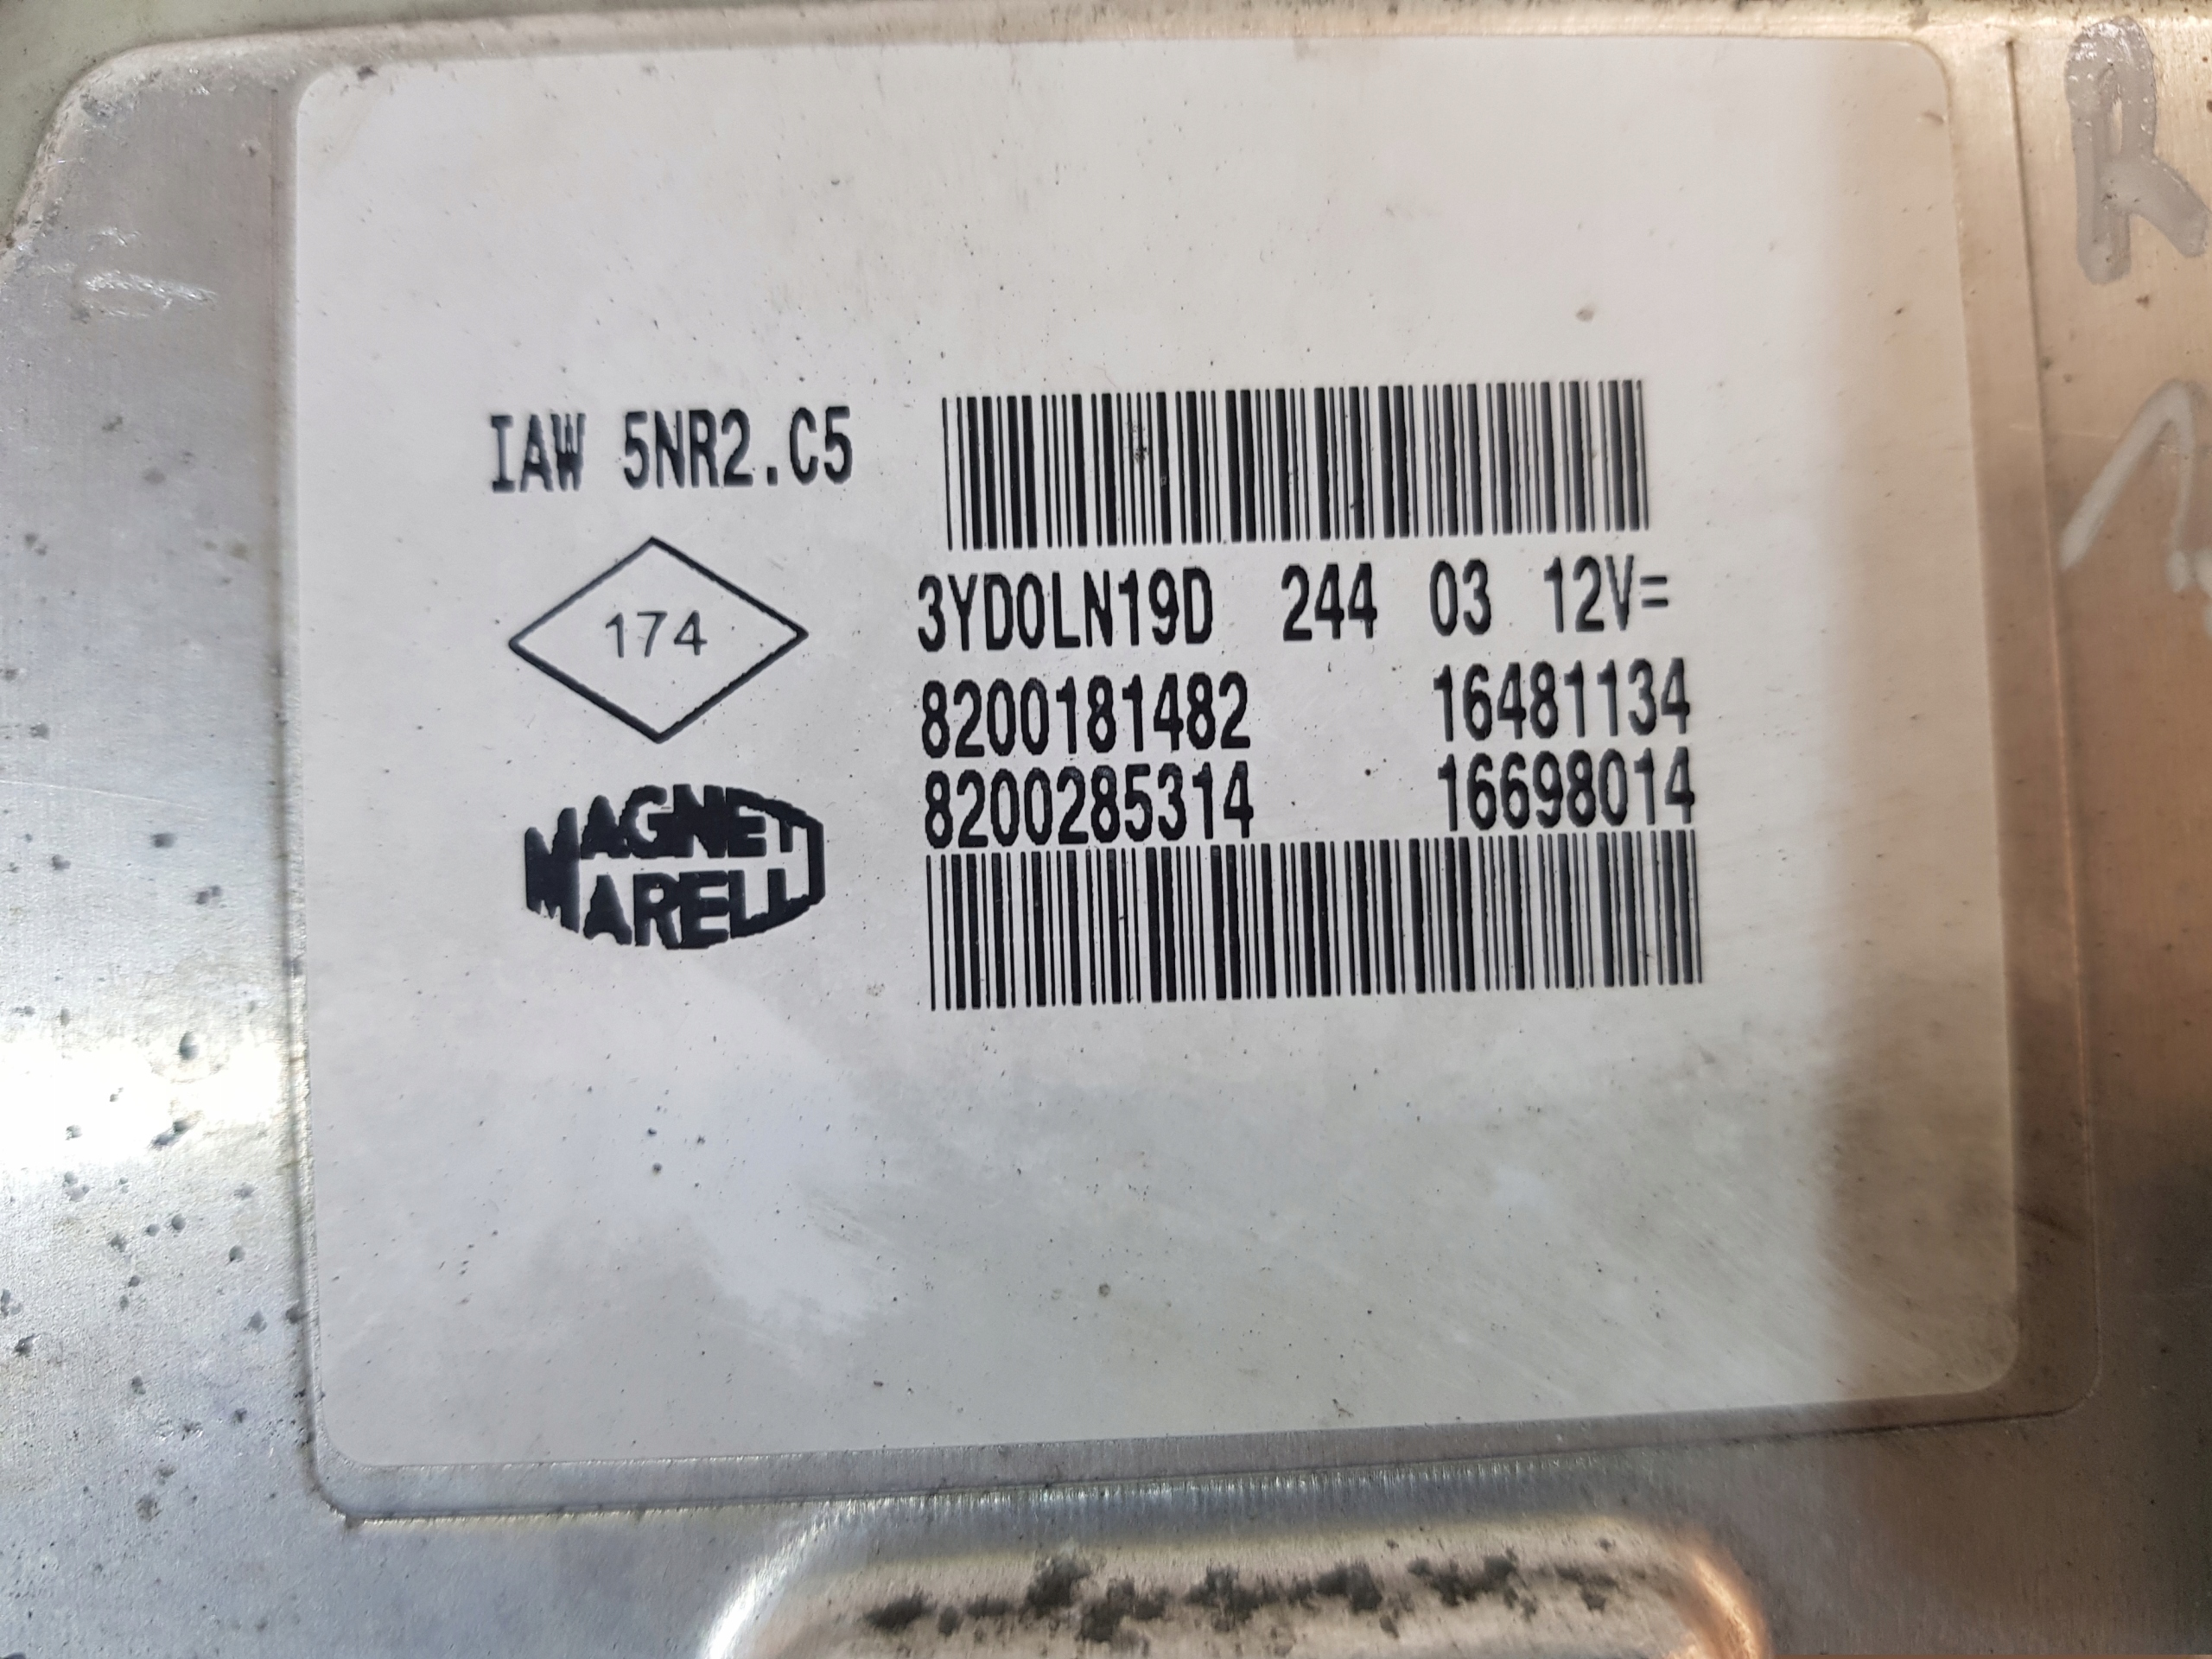 IAW 5NR2.C5
174
MAGNETI
MARELLI
3YD0LN19D 244 03 12V=
8200181482 16481134
8200285314 16698014
R